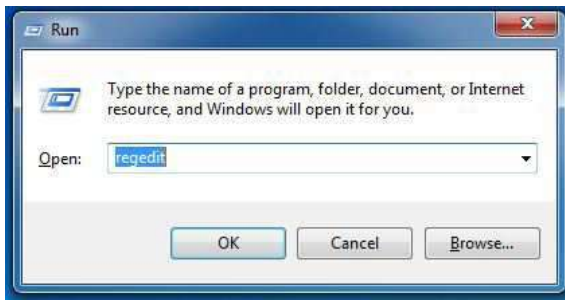 Run
Type the name of a program, folder, document, or Internet
resource, and Windows will open it for you.
Open: regedit
OK Cancel Browse...